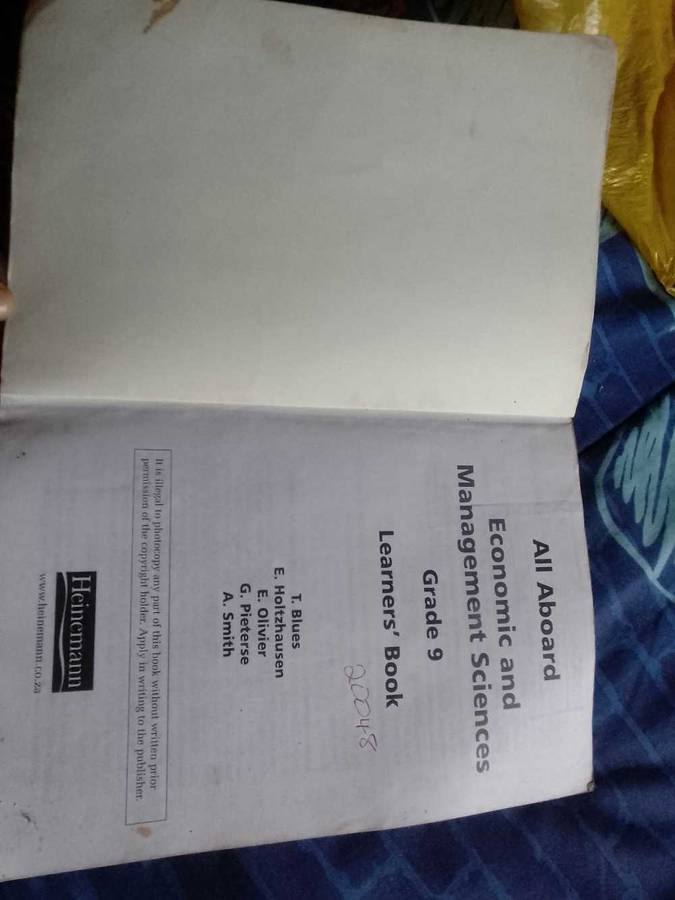 All Aboard
Economic and
Management Sciences
Grade 9
Learners' Book
20048
T. Blues
E. Holtzhausen
E. Olivier
G. Pieterse
A. Smith
It is illegal to photocopy any part of this book without written prior
permission of the copyright holder. Apply in writing to the publisher.
Heinemann
www.heinemann.co.za